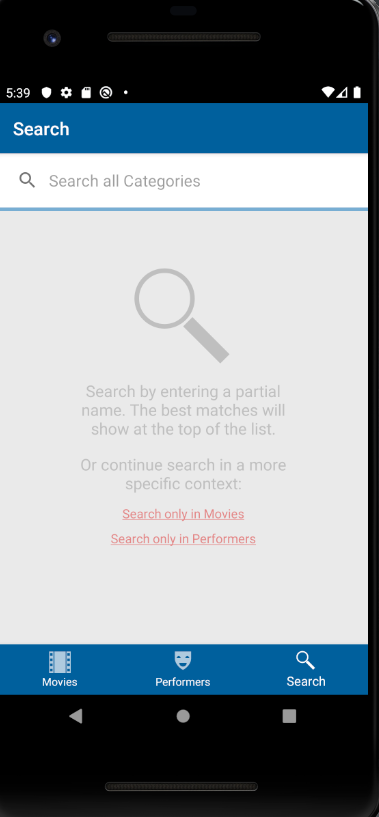 5:39
Search
Search all Categories
Search by entering a partial
name. The best matches will
show at the top of the list.
Or continue search in a more
specific context:
Search only in Movies
Search only in Performers
Movies
Performers
Search